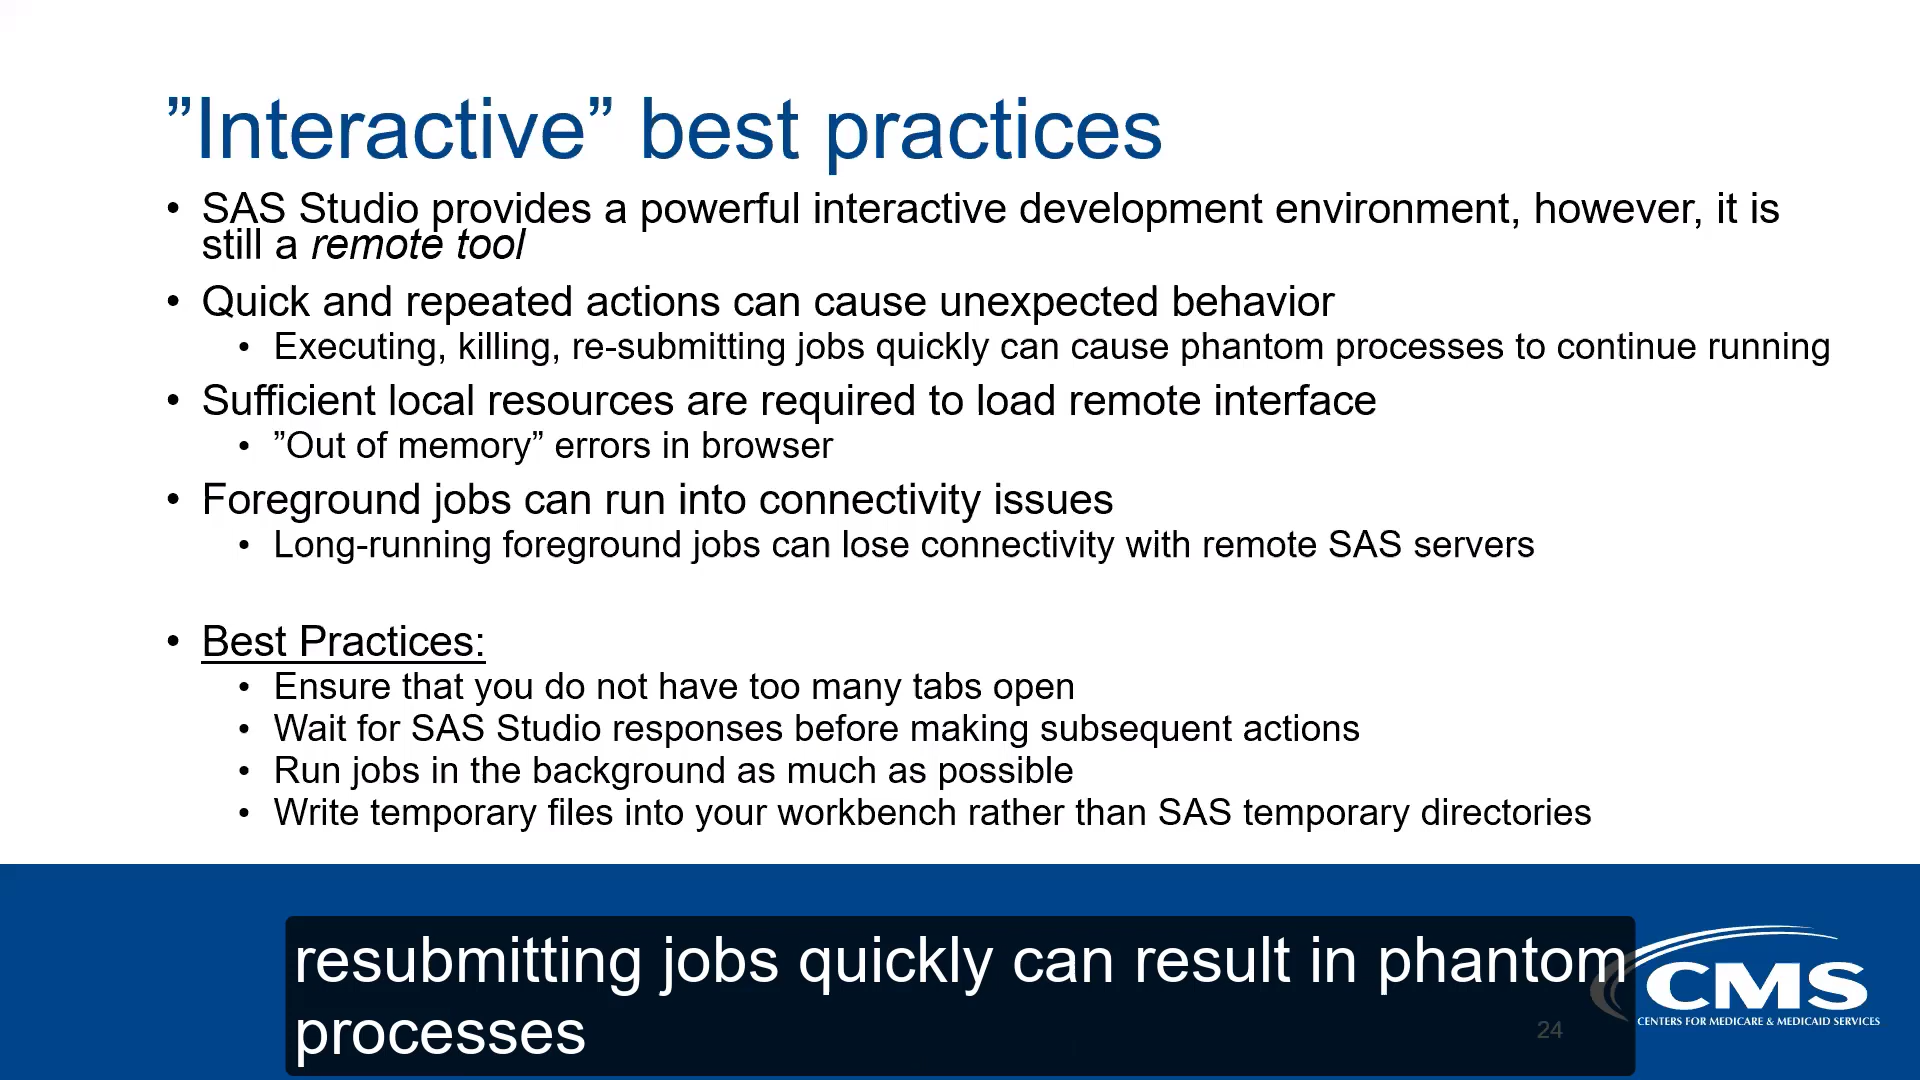 ”Interactive” best practices
• SAS Studio provides a powerful interactive development environment, however, it is
still a remote tool
• Quick and repeated actions can cause unexpected behavior
• Executing, killing, re-submitting jobs quickly can cause phantom processes to continue running
• Sufficient local resources are required to load remote interface
• ”Out of memory” errors in browser
• Foreground jobs can run into connectivity issues
• Long-running foreground jobs can lose connectivity with remote SAS servers
• Best Practices:
• Ensure that you do not have too many tabs open
• Wait for SAS Studio responses before making subsequent actions
• Run jobs in the background as much as possible
• Write temporary files into your workbench rather than SAS temporary directories
resubmitting jobs quickly can result in phantom
processes
24
CMS
CENTERS FOR MEDICARE & MEDICAID SERVICES